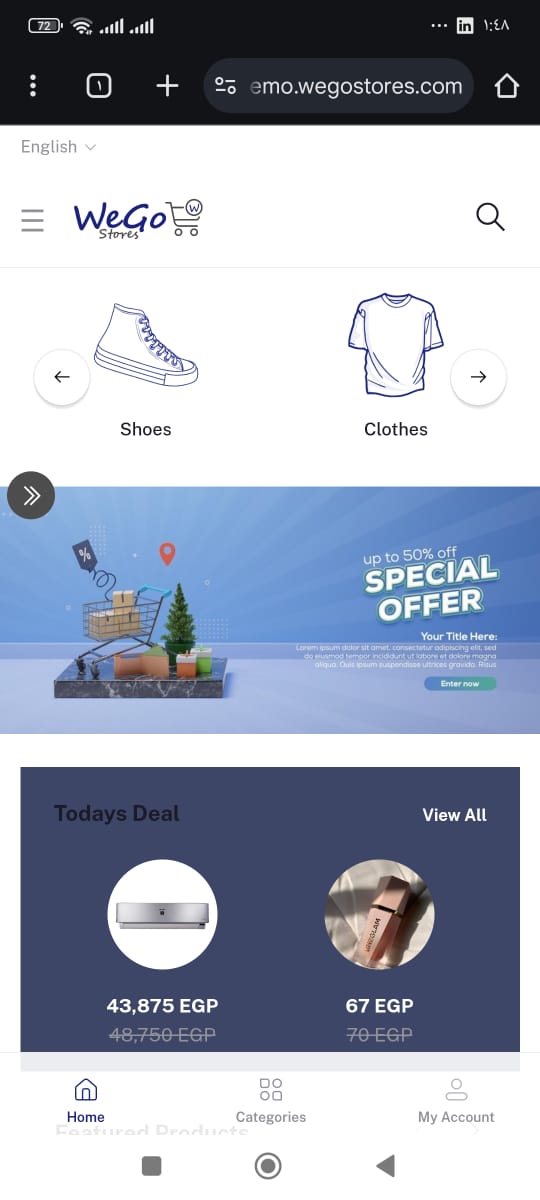 72
١:٤٨
١
emo.wegostores.com
English
WeGo W
Stores
Shoes
Clothes
%
up to 50% off
SPECIAL
OFFER
Your Title Here:
Lorem ipsum dolor sit amet, consectetur adipiscing elit, sed
do eiusmod tempor incididunt ut labore et dolore magna
aliqua. Quis ipsum suspendisse ultrices gravida. Risus
Enter now
Todays Deal
View All
43,875 EGP
67 EGP
48,750 EGP
70 EGP
Home
Categories
My Account
Featured Products